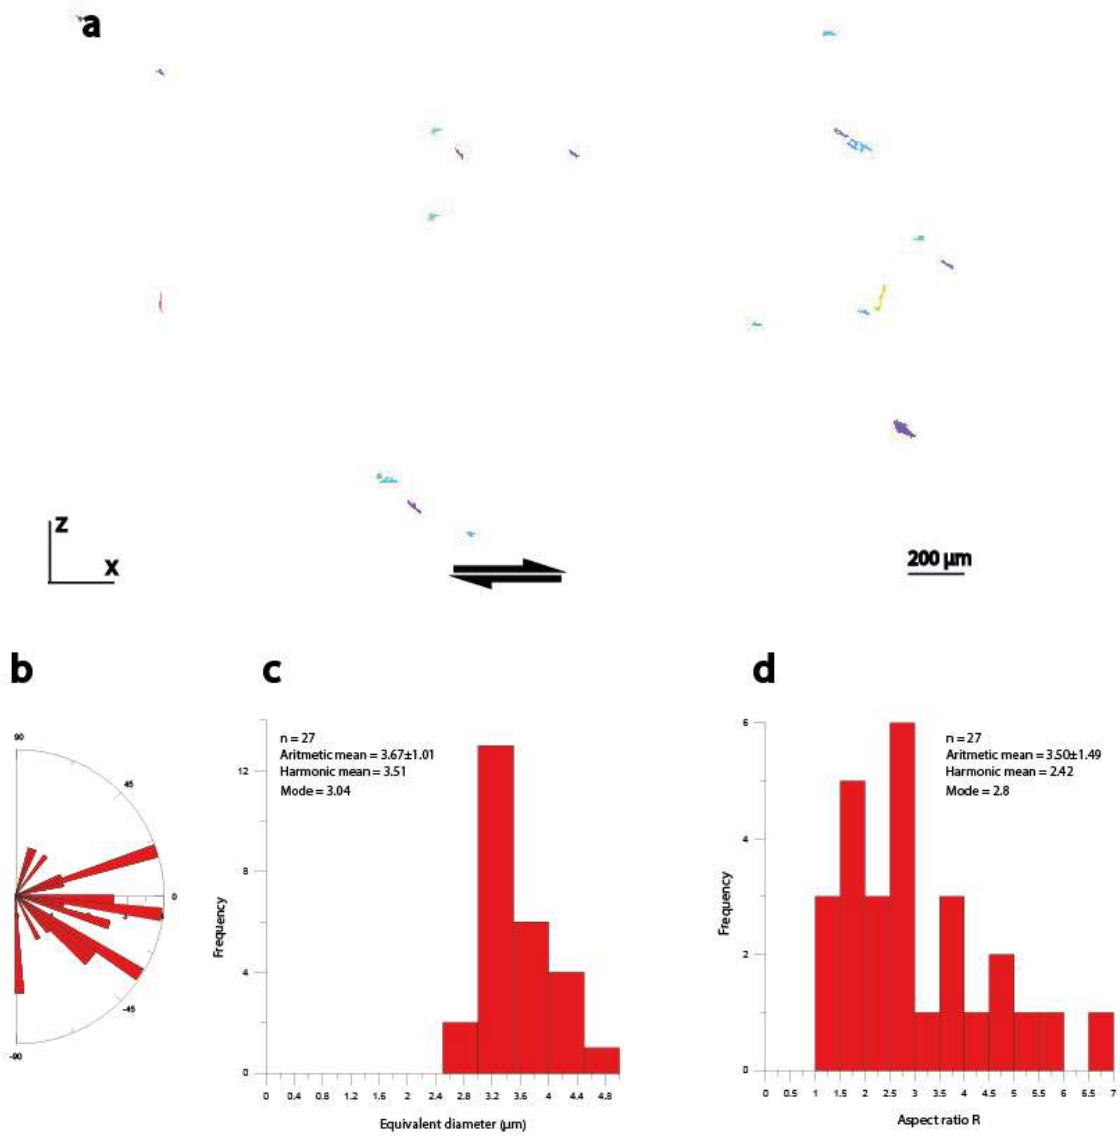 a
z
x
200 µm
b
90
45
0
-45
-90
c
n = 27
Aritmetic mean = 3.67±1.01
Harmonic mean = 3.51
Mode = 3.04
12
8
4
0
Frequency
0 0.4 0.8 1.2 1.6 2 2.4 2.8 3.2 3.6 4 4.4 4.8
Equivalent diameter (µm)
d
n = 27
Aritmetic mean = 3.50±1.49
Harmonic mean = 2.42
Mode = 2.8
6
4
2
0
Frequency
0 0.5 1 1.5 2 2.5 3 3.5 4 4.5 5 5.5 6 6.5 7
Aspect ratio R